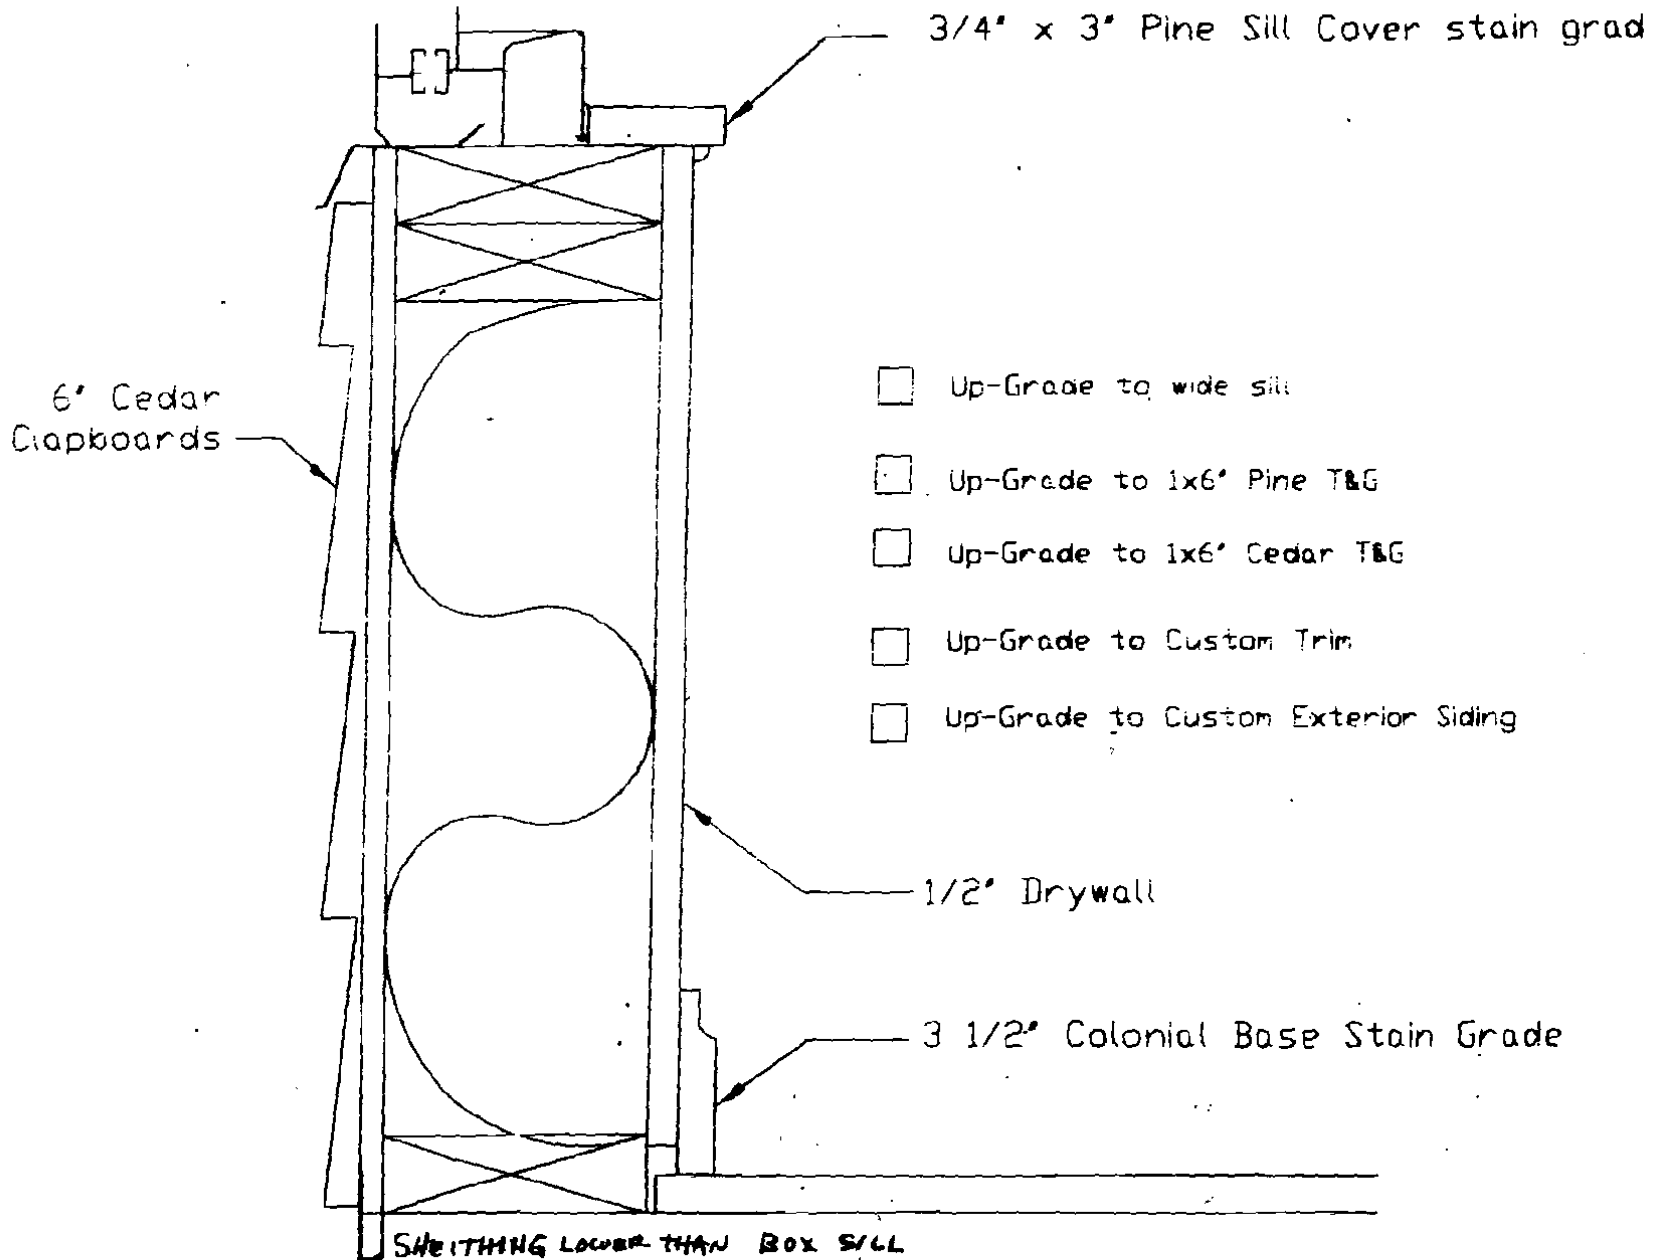 3/4" x 3" Pine Sill Cover stain grad
6" Cedar
Clapboards
Up-Grade to wide sill
Up-Grade to 1x6" Pine T&G
Up-Grade to 1x6" Cedar T&G
Up-Grade to Custom Trim
Up-Grade to Custom Exterior Siding
1/2" Drywall
3 1/2" Colonial Base Stain Grade
SHEITHING LOWER THAN BOX SILL